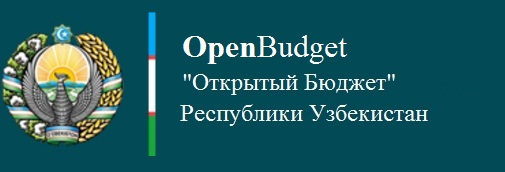 OpenBudget
"Открытый Бюджет"
Республики Узбекистан